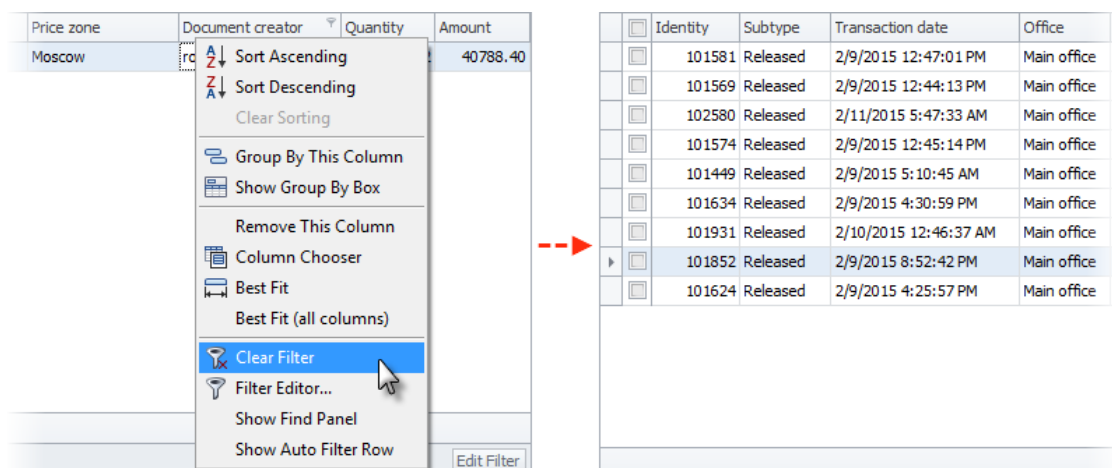 Price zone Document creator Quantity Amount
Moscow 40788.40
Sort Ascending
Sort Descending
Clear Sorting
Group By This Column
Show Group By Box
Remove This Column
Column Chooser
Best Fit
Best Fit (all columns)
Clear Filter
Filter Editor...
Show Find Panel
Show Auto Filter Row
Edit Filter
Identity Subtype Transaction date Office
101581 Released 2/9/2015 12:47:01 PM Main office
101569 Released 2/9/2015 12:44:13 PM Main office
102580 Released 2/11/2015 5:47:33 AM Main office
101574 Released 2/9/2015 12:45:14 PM Main office
101449 Released 2/9/2015 5:10:45 AM Main office
101634 Released 2/9/2015 4:30:59 PM Main office
101931 Released 2/10/2015 12:46:37 AM Main office
101852 Released 2/9/2015 8:52:42 PM Main office
101624 Released 2/9/2015 4:25:57 PM Main office